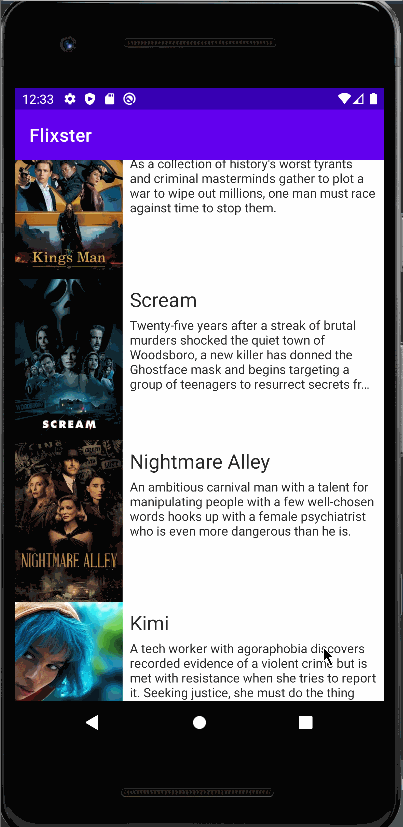 12:33
Flixster
As a collection of history's worst tyrants
and criminal masterminds gather to plot a
war to wipe out millions, one man must race
against time to stop them.
King's Man
Scream
Twenty-five years after a streak of brutal
murders shocked the quiet town of
Woodsboro, a new killer has donned the
Ghostface mask and begins targeting a
group of teenagers to resurrect secrets fr...
SCREAM
Nightmare Alley
An ambitious carnival man with a talent for
manipulating people with a few well-chosen
words hooks up with a female psychiatrist
who is even more dangerous than he is.
NIGHTMARE ALLEY
Kimi
A tech worker with agoraphobia discovers
recorded evidence of a violent crime but is
met with resistance when she tries to report
it. Seeking justice, she must do the thing